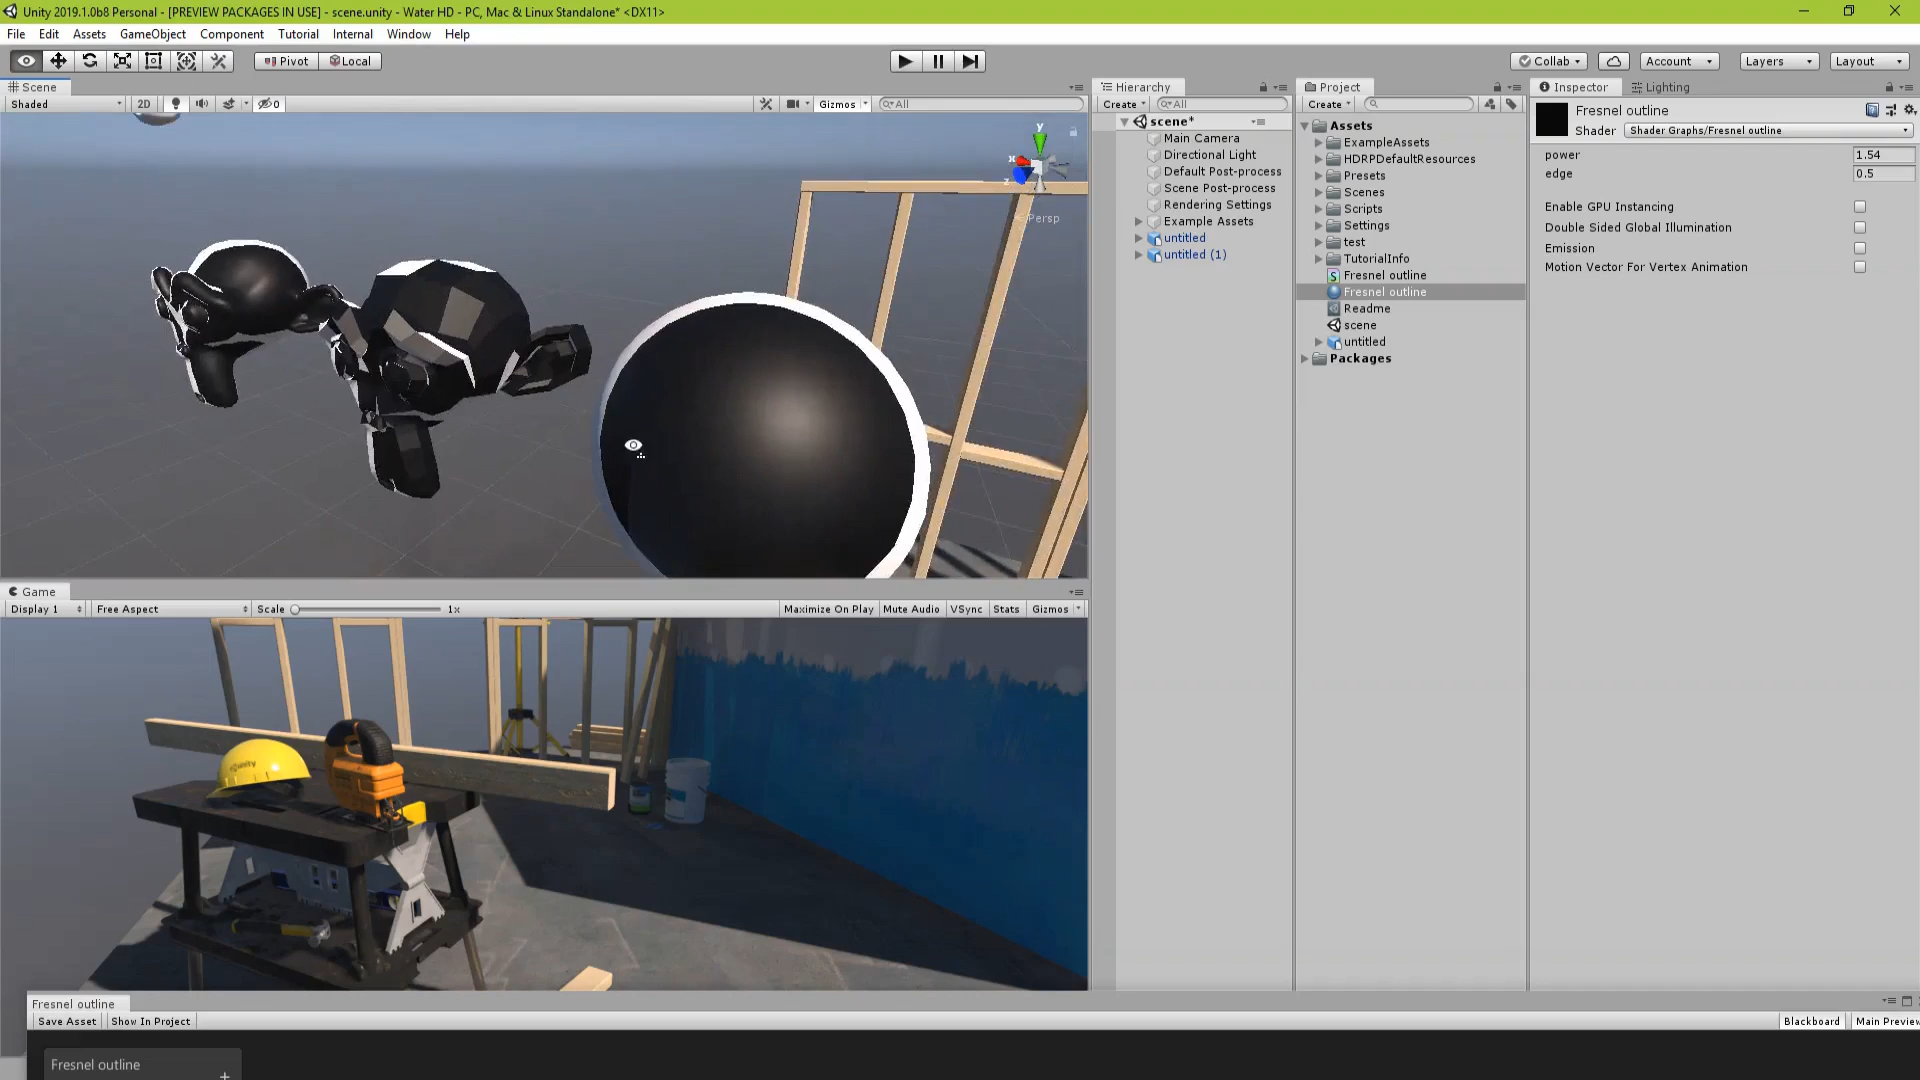 Unity 2019.1.0b8 Personal - [PREVIEW PACKAGES IN USE] - scene.unity - Water HD - PC, Mac & Linux Standalone* <DX11>
File Edit Assets GameObject Component Tutorial Internal Window Help
Pivot Local Collab Account Layers Layout
Scene
Shaded 2D 0 Gizmos All
y
x
z
Persp
Hierarchy
Create All
scene*
Main Camera
Directional Light
Default Post-process
Scene Post-process
Rendering Settings
Example Assets
untitled
untitled (1)
Project
Create
Assets
ExampleAssets
HDRPDefaultResources
Presets
Scenes
Scripts
Settings
test
TutorialInfo
Fresnel outline
Fresnel outline
Readme
scene
untitled
Packages
Inspector Lighting
Fresnel outline
Shader Shader Graphs/Fresnel outline
power 1.54
edge 0.5
Enable GPU Instancing
Double Sided Global Illumination
Emission
Motion Vector For Vertex Animation
Game
Display 1 Free Aspect Scale 1x Maximize On Play Mute Audio VSync Stats Gizmos
unity
Fresnel outline
Save Asset Show In Project Blackboard Main Preview
Fresnel outline
+